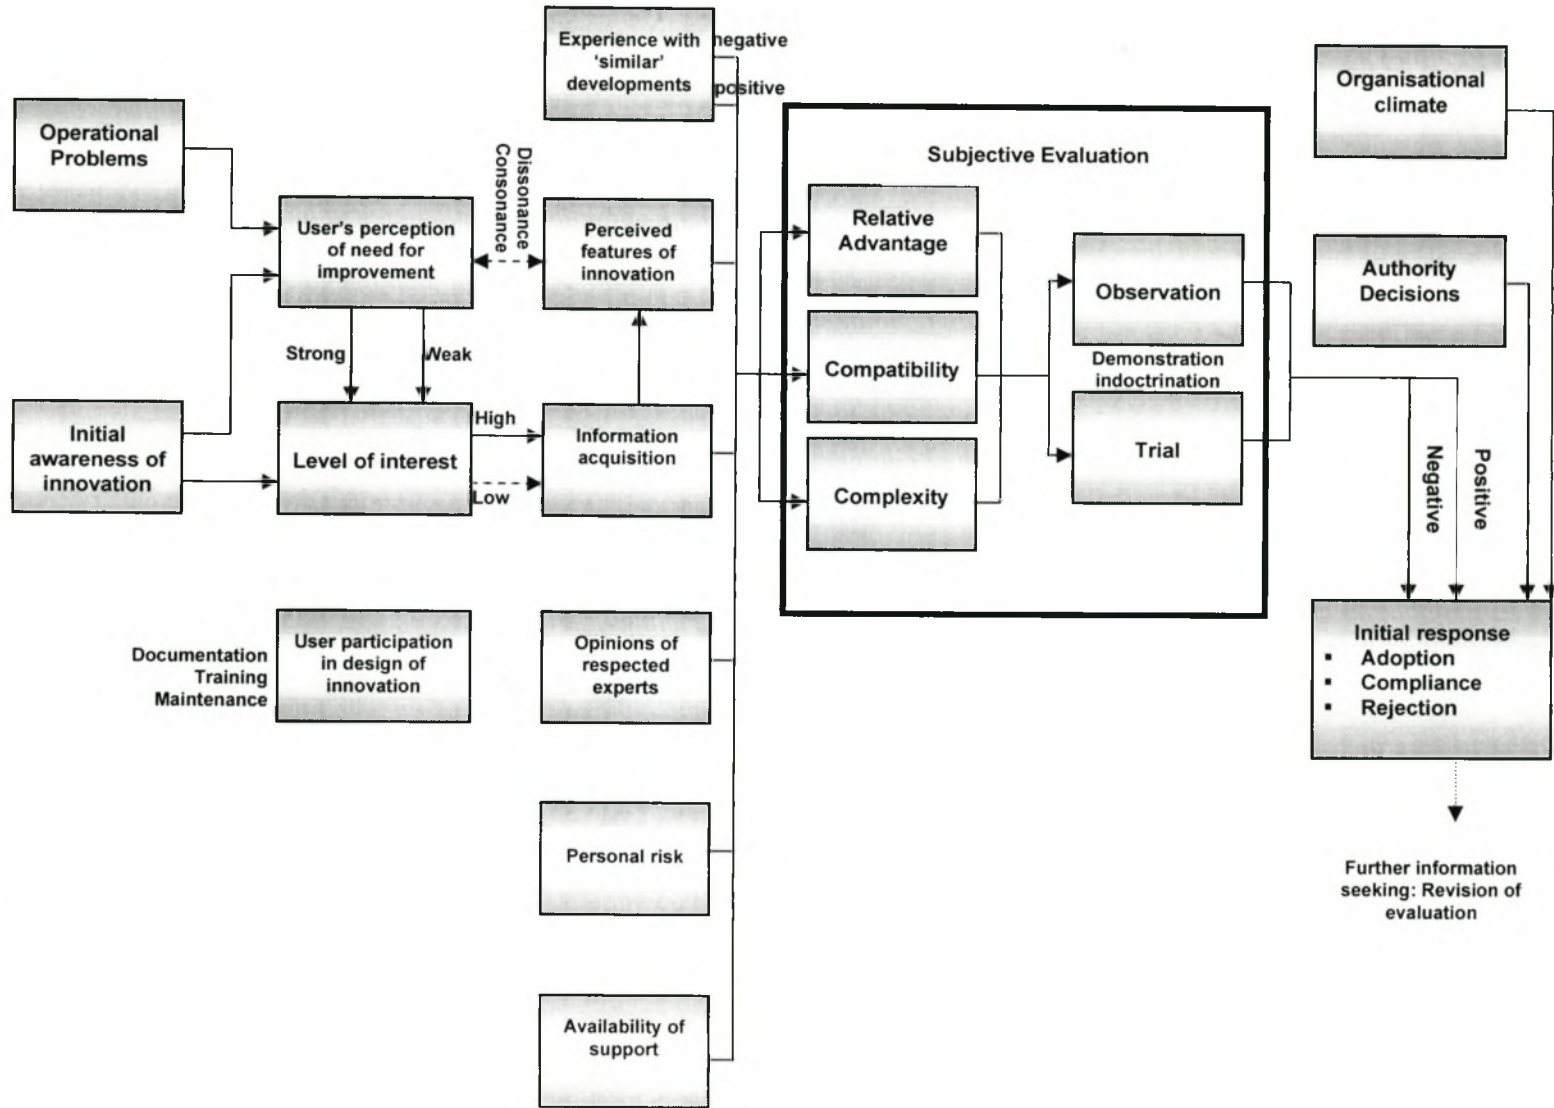 Experience with
'similar'
developments
negative
positive
Operational
Problems
Dissonance
Consonance
User's perception
of need for
improvement
Perceived
features of
innovation
Strong
Weak
Initial
awareness of
innovation
Level of interest
High
Low
Information
acquisition
Documentation
Training
Maintenance
User participation
in design of
innovation
Opinions of
respected
experts
Personal risk
Availability of
support
Subjective Evaluation
Relative
Advantage
Compatibility
Complexity
Observation
Demonstration
indoctrination
Trial
Organisational
climate
Authority
Decisions
Positive
Negative
Initial response
▪ Adoption
▪ Compliance
▪ Rejection
Further information
seeking: Revision of
evaluation